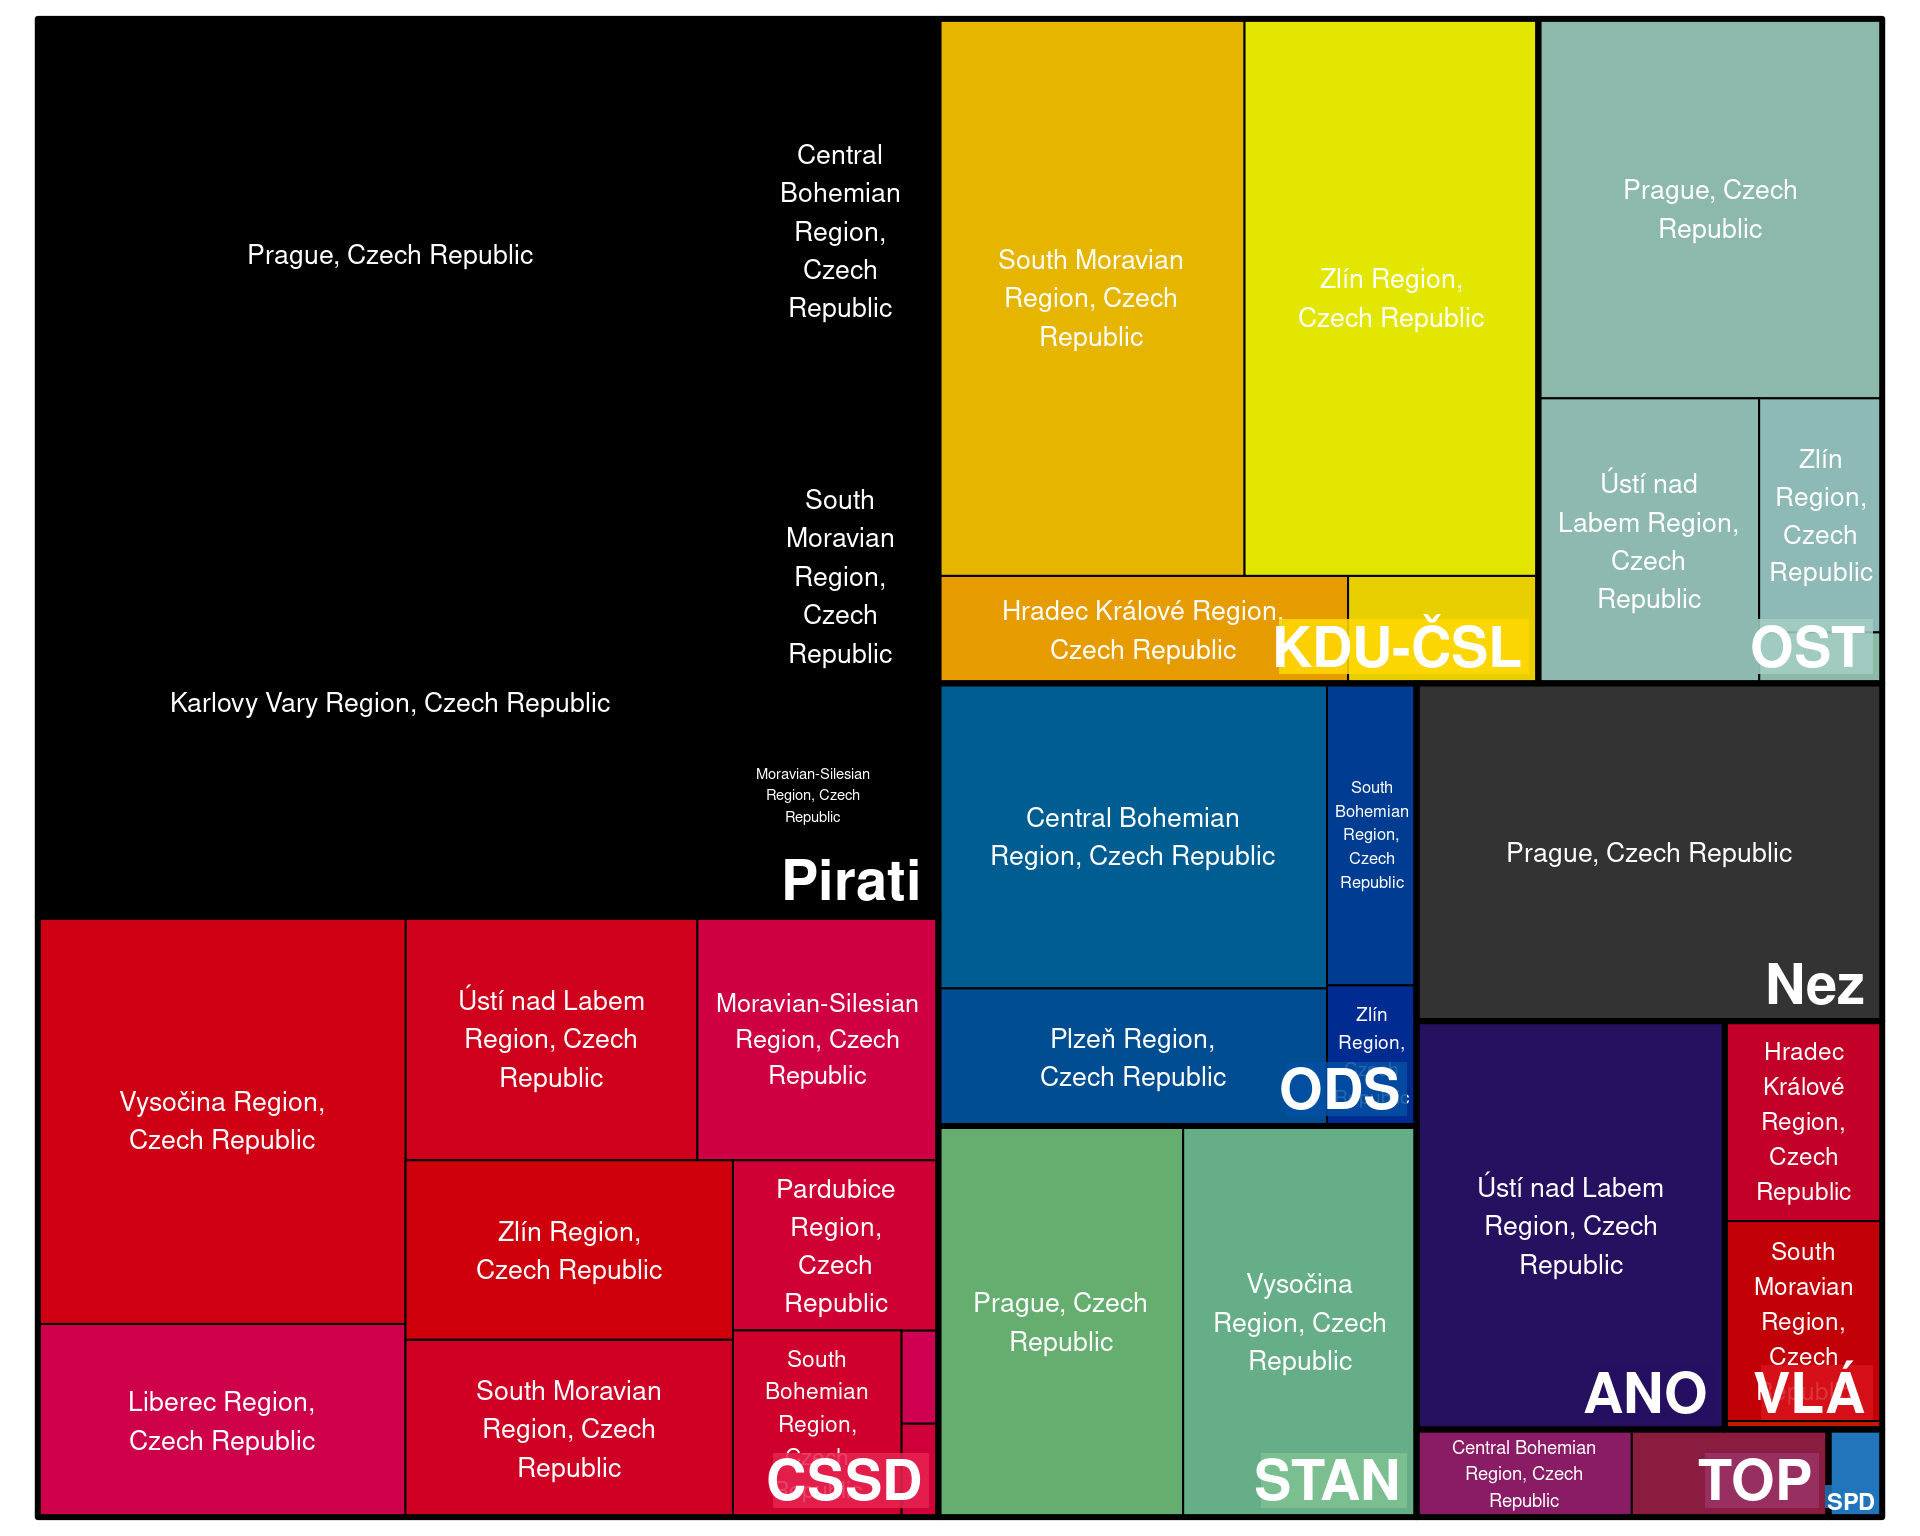 Prague, Czech Republic
Central
Bohemian
Region,
Czech
Republic
Karlovy Vary Region, Czech Republic
South
Moravian
Region,
Czech
Republic
Moravian-Silesian
Region, Czech
Republic
Pirati
South Moravian
Region, Czech
Republic
Zlín Region,
Czech Republic
Hradec Králové Region,
Czech Republic
KDU-ČSL
Prague, Czech
Republic
Ústí nad
Labem Region,
Czech
Republic
Zlín
Region,
Czech
Republic
OST
Central Bohemian
Region, Czech Republic
South
Bohemian
Region,
Czech
Republic
Plzeň Region,
Czech Republic
Zlín
Region,
Czech
Republic
ODS
Prague, Czech Republic
Nez
Vysočina Region,
Czech Republic
Ústí nad Labem
Region, Czech
Republic
Moravian-Silesian
Region, Czech
Republic
Zlín Region,
Czech Republic
Pardubice
Region,
Czech
Republic
Liberec Region,
Czech Republic
South Moravian
Region, Czech
Republic
South
Bohemian
Region,
Czech
Republic
CSSD
Prague, Czech
Republic
Vysočina
Region, Czech
Republic
STAN
Ústí nad Labem
Region, Czech
Republic
ANO
Hradec
Králové
Region,
Czech
Republic
South
Moravian
Region,
Czech
Republic
VLÁ
Central Bohemian
Region, Czech
Republic
TOP
SPD